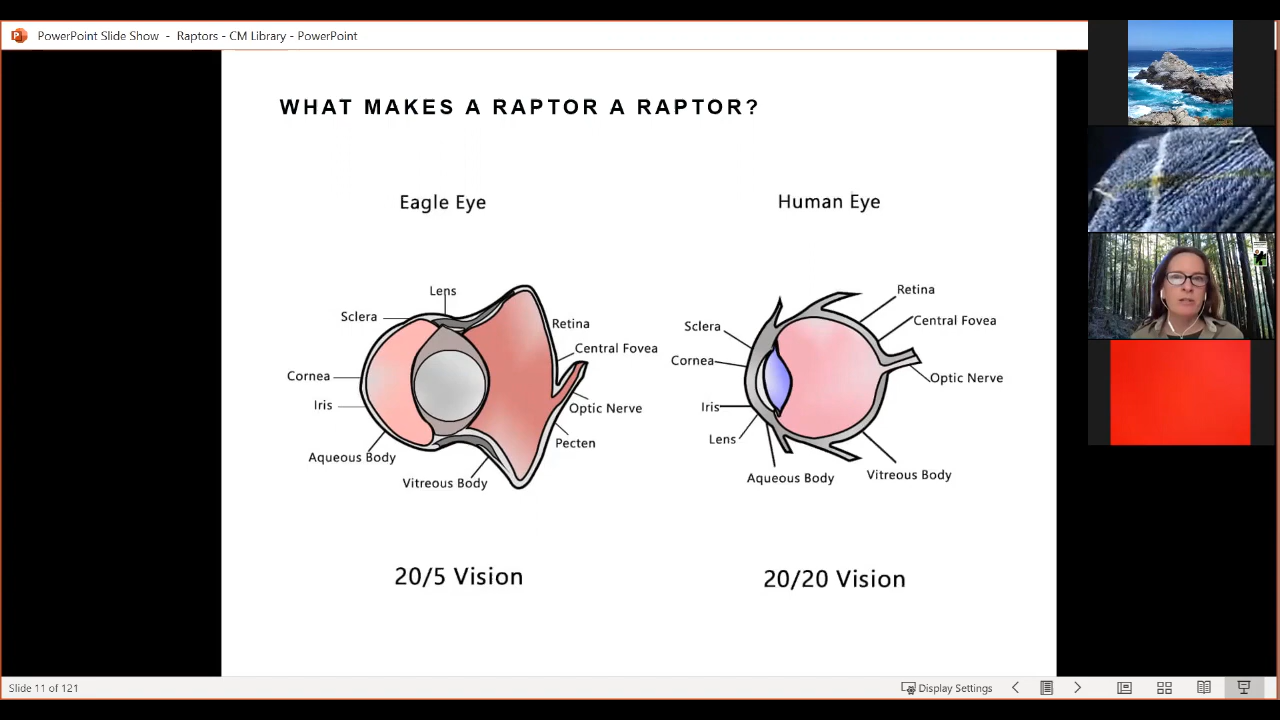 PowerPoint Slide Show - Raptors - CM Library - PowerPoint
WHAT MAKES A RAPTOR A RAPTOR?
Eagle Eye
Lens
Sclera
Retina
Central Fovea
Cornea
Iris
Optic Nerve
Pecten
Aqueous Body
Vitreous Body
20/5 Vision
Human Eye
Retina
Central Fovea
Sclera
Cornea
Optic Nerve
Iris
Lens
Aqueous Body
Vitreous Body
20/20 Vision
Slide 11 of 121
Display Settings